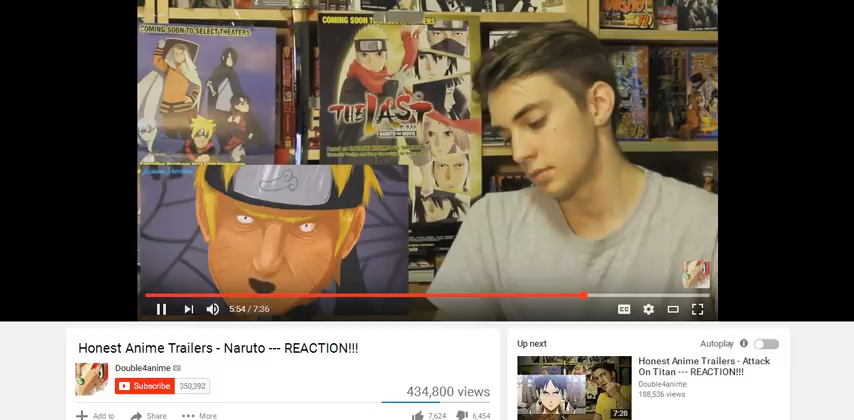 COMING SOON TO SELECT THEATERS
COMING SOON TO SELECT THEATERS
THE LAST
NARUTO THE MOVIE
5:54 / 7:36
Honest Anime Trailers - Naruto --- REACTION!!!
Double4anime
Subscribe 350,392
434,800 views
Add to Share More
7,624 6,454
Up next Autoplay
Honest Anime Trailers - Attack
On Titan --- REACTION!!!
Double4anime
188,536 views
7:28